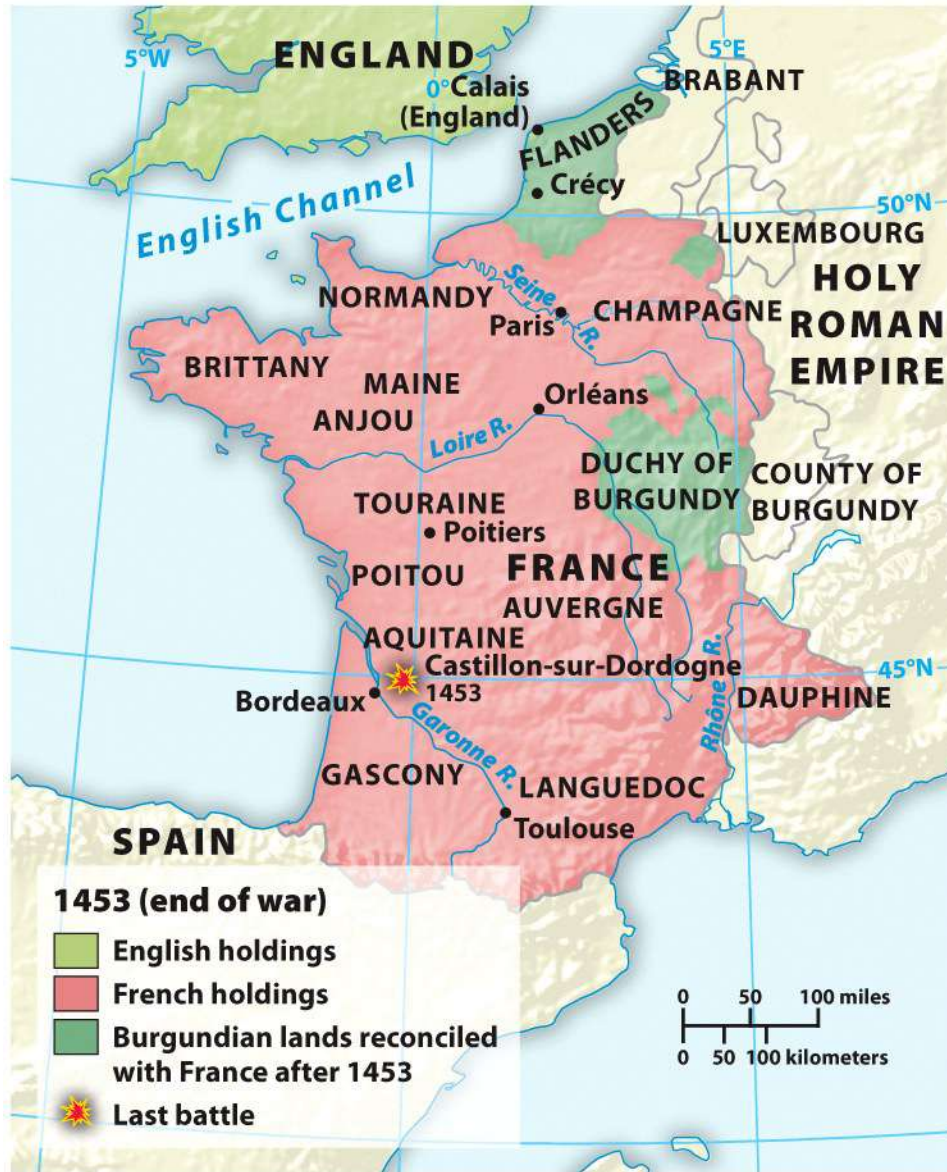 ENGLAND
5°W
5°E
BRABANT
0°
Calais
(England)
FLANDERS
Crécy
English Channel
50°N
LUXEMBOURG
HOLY
ROMAN
EMPIRE
NORMANDY
Seine R.
Paris
CHAMPAGNE
BRITTANY
MAINE
ANJOU
Orléans
Loire R.
DUCHY OF
BURGUNDY
COUNTY OF
BURGUNDY
TOURAINE
Poitiers
POITOU
FRANCE
AUVERGNE
AQUITAINE
Castillon-sur-Dordogne
1453
45°N
Bordeaux
Garonne R.
Rhône R.
DAUPHINE
GASCONY
LANGUEDOC
Toulouse
SPAIN
1453 (end of war)
English holdings
French holdings
Burgundian lands reconciled
with France after 1453
Last battle
0 50 100 miles
0 50 100 kilometers